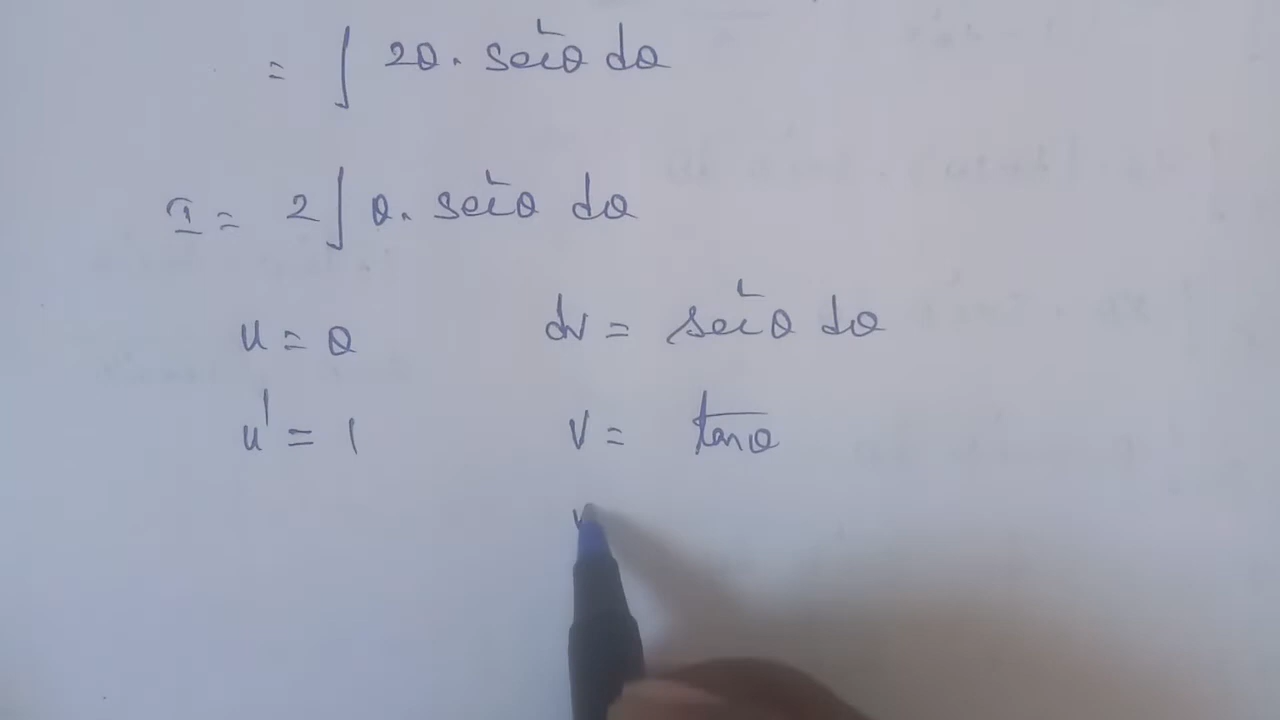 = ∫ 2θ. sec²θ dθ
I = 2∫ θ. sec²θ dθ
u = θ dv = sec²θ dθ
u' = 1 v = tanθ
v